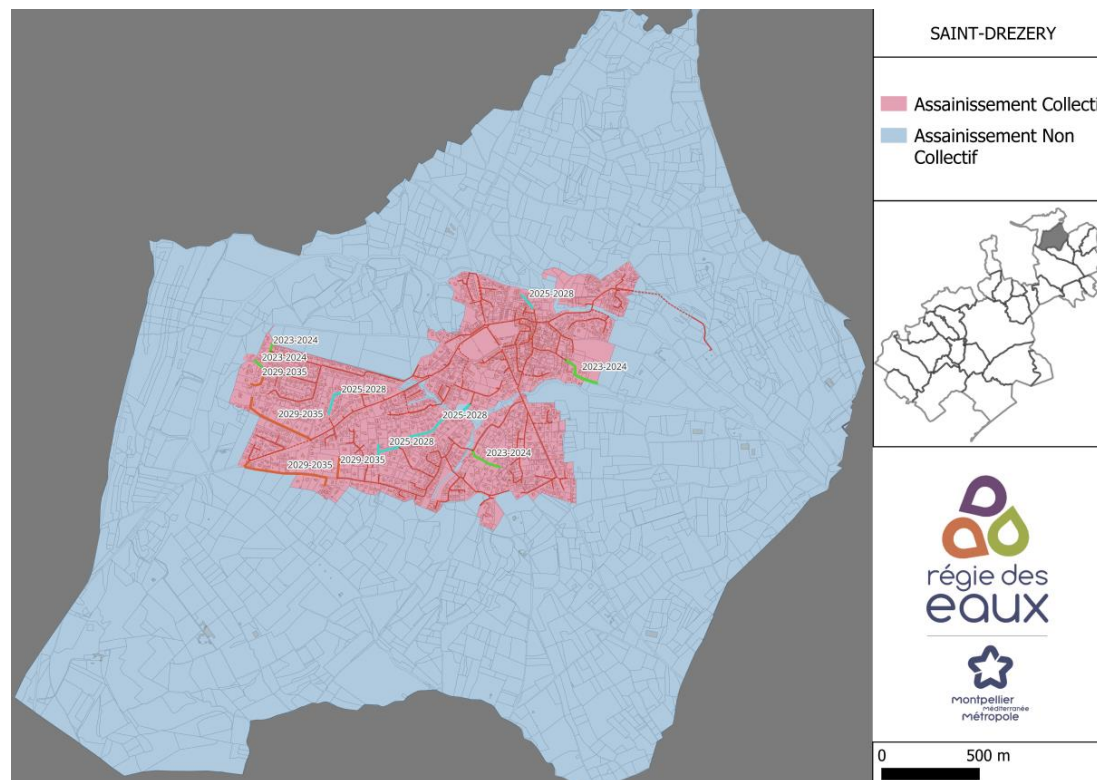 SAINT-DREZERY
Assainissement Collecti
Assainissement Non
Collectif
2025-2028
2023-2024
2023-2024
2029-2035
2023-2024
2025-2028
2029-2035
2025-2028
2025-2028
2029-2035
2023-2024
2029-2035
régie des
eaux
montpellier
méditerranée
métropole
0 500 m